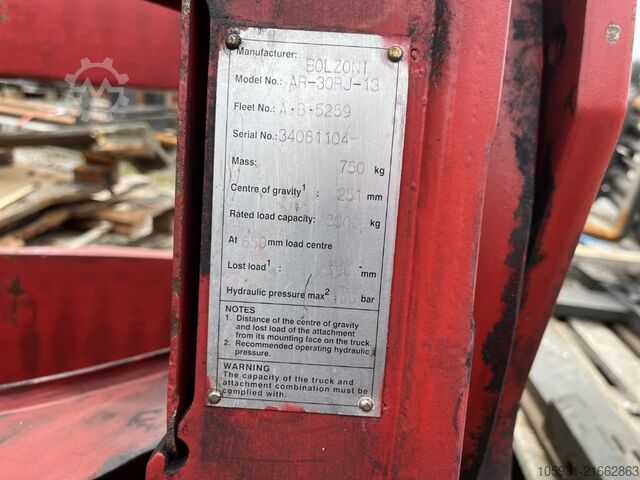 Manufacturer: BOLZONI
Model No.: AR-30RJ-13
Fleet No.: A·B·5259
Serial No.: 34081104-
Mass: kg
Centre of gravity¹ : 251 mm
Rated load capacity: 3000 kg
At mm load centre
Lost load¹ : mm
Hydraulic pressure max² bar
NOTES
1. Distance of the centre of gravity
and lost load of the attachment
from its mounting face on the truck.
2. Recommended operating hydraulic
pressure.
WARNING
The capacity of the truck and
attachment combination must be
complied with.
105931-21662863